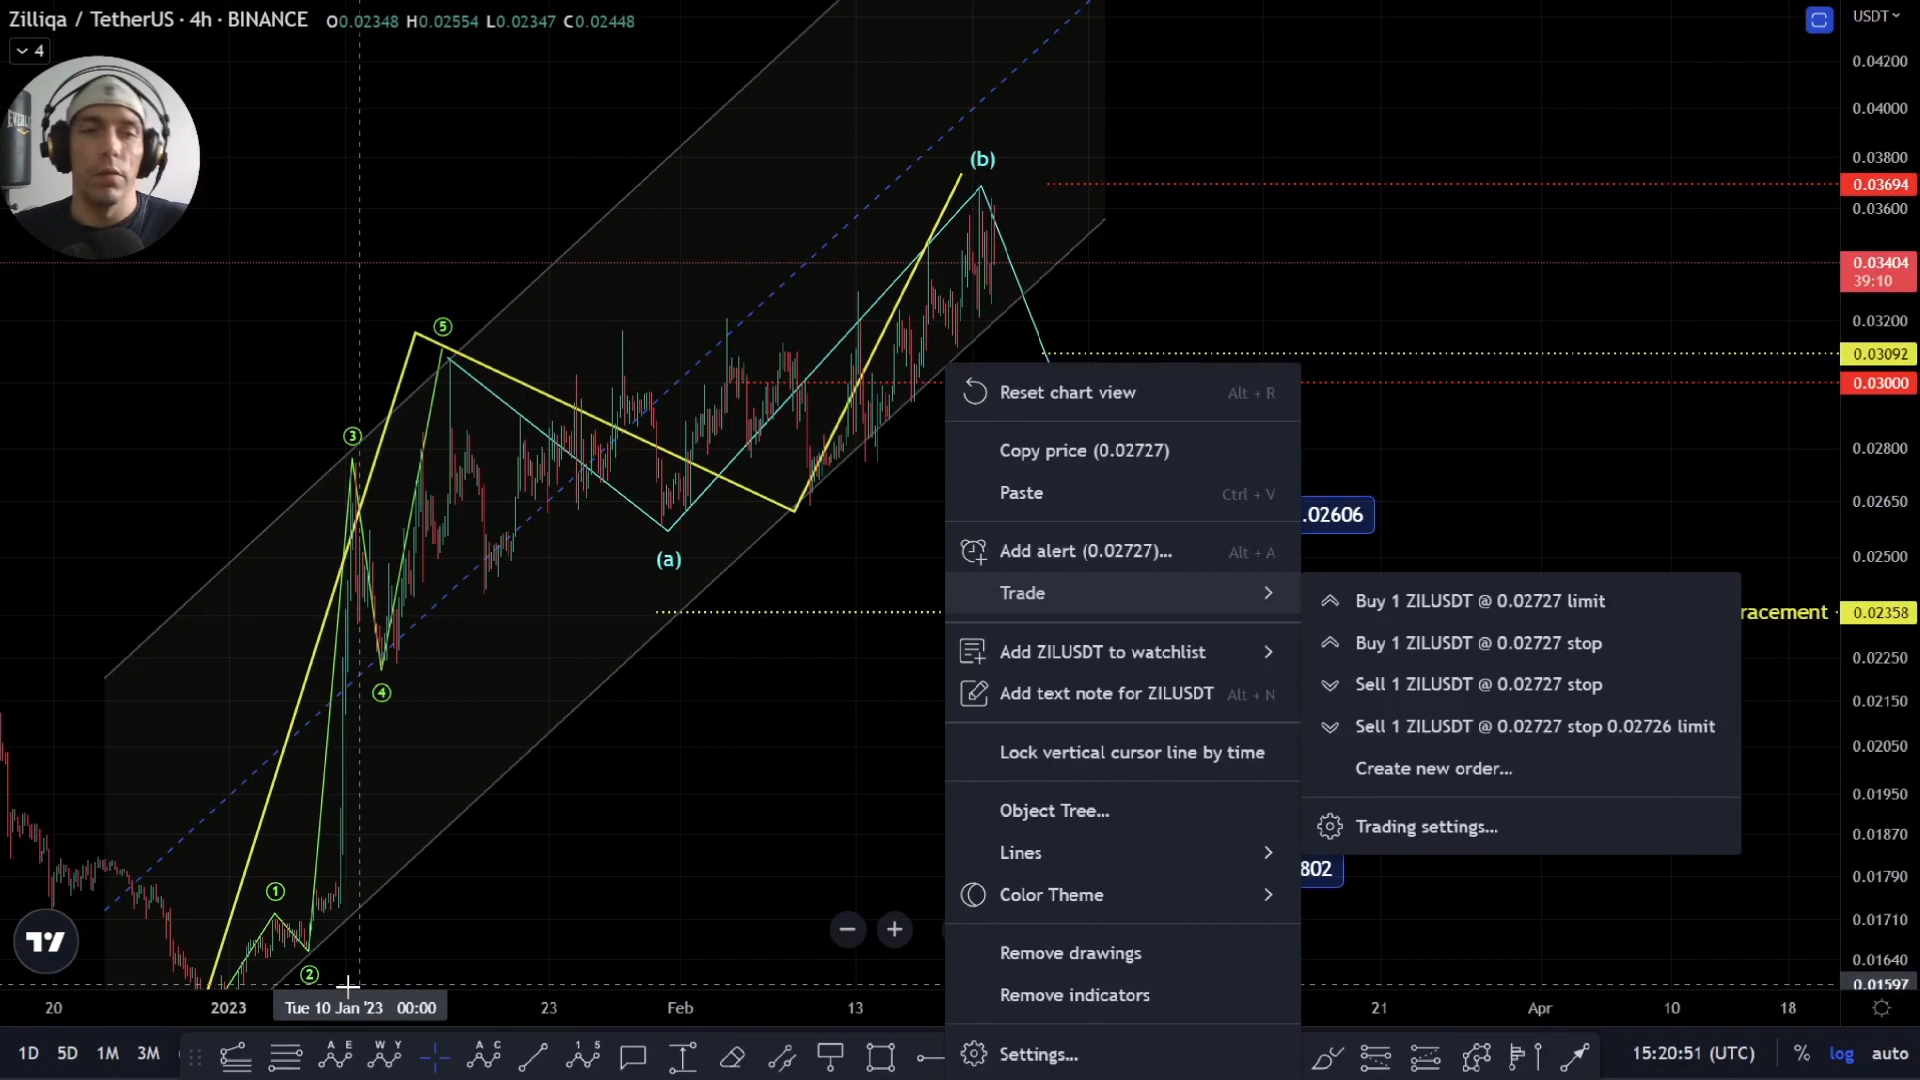 Zilliqa / TetherUS · 4h · BINANCE O0.02348 H0.02554 L0.02347 C0.02448
USDT
4
0.04200
0.04000
(b)
0.03800
0.03694
0.03600
0.03404
39:10
5
0.03200
0.03092
0.03000
Reset chart view Alt + R
3
Copy price (0.02727)
0.02800
Paste Ctrl + V
0.02650
.02606
(a)
Add alert (0.02727)... Alt + A
0.02500
Trade
Buy 1 ZILUSDT @ 0.02727 limit
racement
0.02358
Buy 1 ZILUSDT @ 0.02727 stop
Add ZILUSDT to watchlist
0.02250
4
Add text note for ZILUSDT Alt + N
Sell 1 ZILUSDT @ 0.02727 stop
0.02150
Sell 1 ZILUSDT @ 0.02727 stop 0.02726 limit
Lock vertical cursor line by time
0.02050
Create new order...
0.01950
Object Tree...
Trading settings...
0.01870
Lines
802
0.01790
1
Color Theme
0.01710
Remove drawings
0.01640
2
0.01597
Remove indicators
20 2023 Tue 10 Jan '23 00:00 23 Feb 13 21 Apr 10 18
1D 5D 1M 3M
A E
W Y
A C
1 5
Settings...
15:20:51 (UTC) % log auto